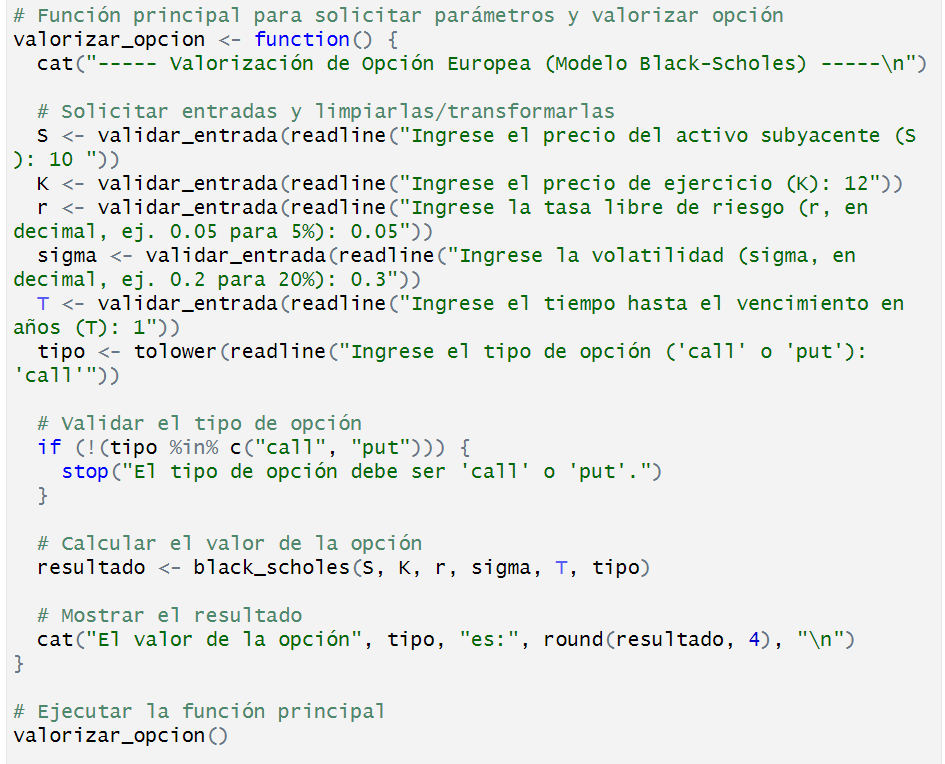 # Función principal para solicitar parámetros y valorizar opción
valorizar_opcion <- function() {
  cat("----- Valorización de Opción Europea (Modelo Black-Scholes) -----\n")

  # Solicitar entradas y limpiarlas/transformarlas
  S <- validar_entrada(readline("Ingrese el precio del activo subyacente (S
): 10 "))
  K <- validar_entrada(readline("Ingrese el precio de ejercicio (K): 12"))
  r <- validar_entrada(readline("Ingrese la tasa libre de riesgo (r, en
decimal, ej. 0.05 para 5%): 0.05"))
  sigma <- validar_entrada(readline("Ingrese la volatilidad (sigma, en
decimal, ej. 0.2 para 20%): 0.3"))
  T <- validar_entrada(readline("Ingrese el tiempo hasta el vencimiento en
años (T): 1"))
  tipo <- tolower(readline("Ingrese el tipo de opción ('call' o 'put'):
'call'"))

  # Validar el tipo de opción
  if (!(tipo %in% c("call", "put"))) {
    stop("El tipo de opción debe ser 'call' o 'put'.")
  }

  # Calcular el valor de la opción
  resultado <- black_scholes(S, K, r, sigma, T, tipo)

  # Mostrar el resultado
  cat("El valor de la opción", tipo, "es:", round(resultado, 4), "\n")
}

# Ejecutar la función principal
valorizar_opcion()